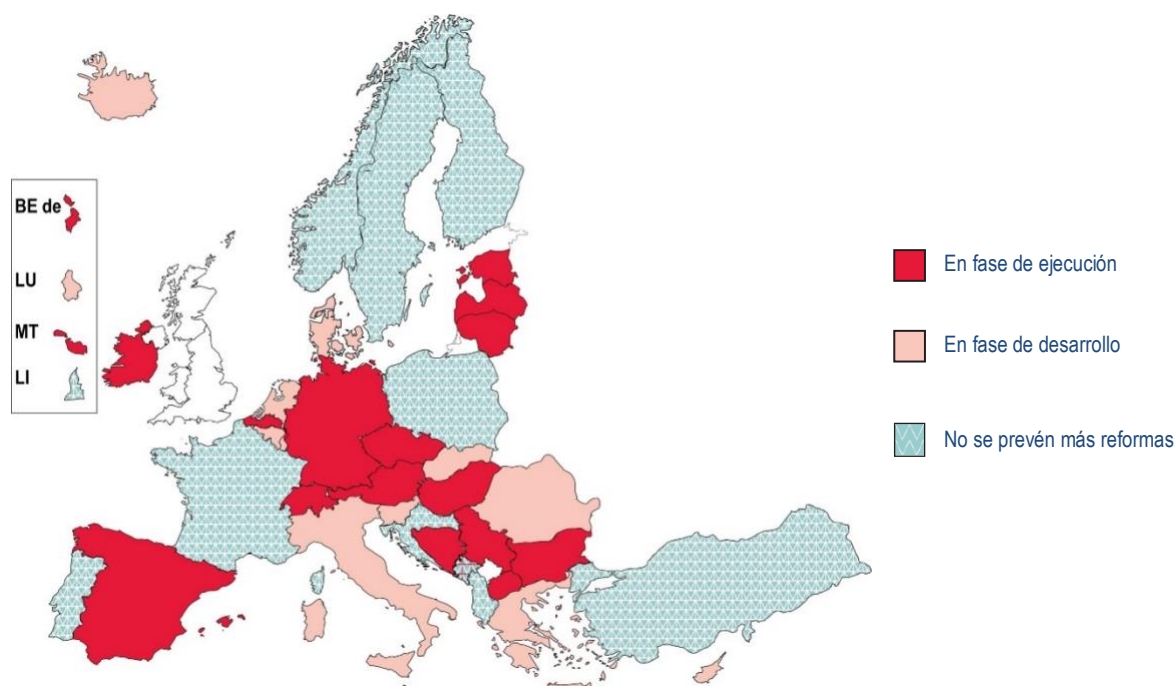 BE de
LU
MT
LI
En fase de ejecución
En fase de desarrollo
No se prevén más reformas